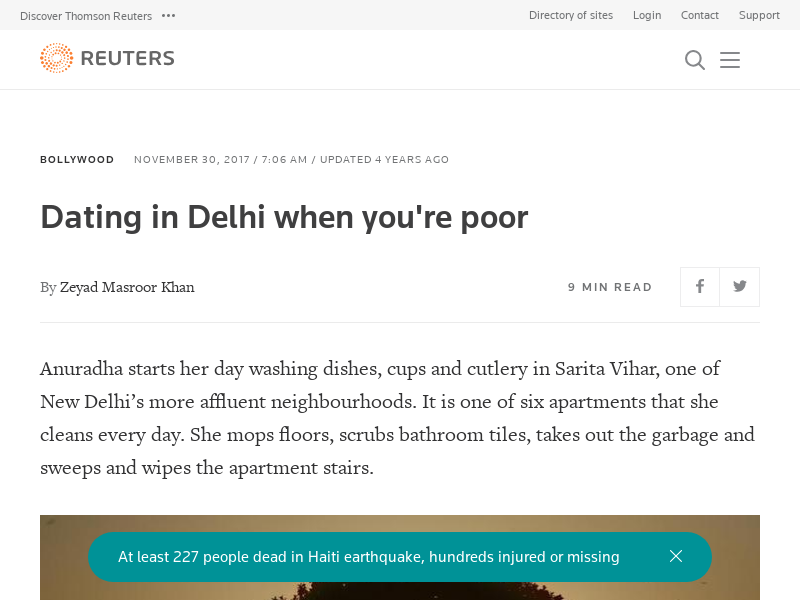 Discover Thomson Reuters
Directory of sites Login Contact Support
REUTERS
BOLLYWOOD NOVEMBER 30, 2017 / 7:06 AM / UPDATED 4 YEARS AGO
Dating in Delhi when you're poor
By Zeyad Masroor Khan
9 MIN READ
Anuradha starts her day washing dishes, cups and cutlery in Sarita Vihar, one of
New Delhi’s more affluent neighbourhoods. It is one of six apartments that she
cleans every day. She mops floors, scrubs bathroom tiles, takes out the garbage and
sweeps and wipes the apartment stairs.
At least 227 people dead in Haiti earthquake, hundreds injured or missing